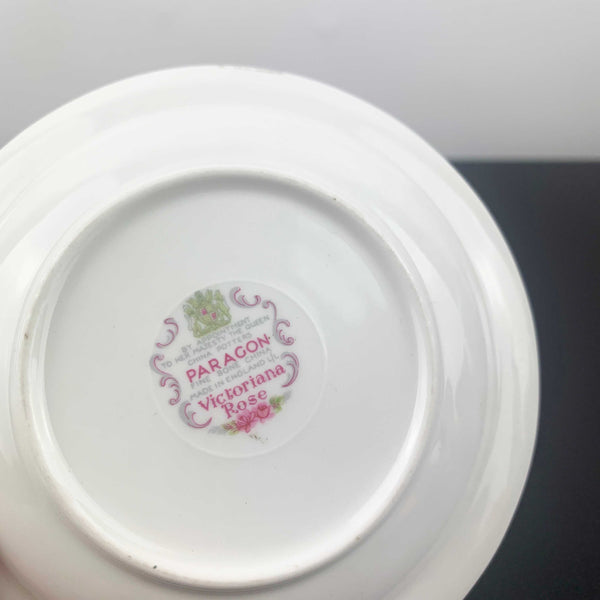 BY APPOINTMENT
TO HER MAJESTY THE QUEEN
CHINA POTTERS
PARAGON
FINE BONE CHINA
MADE IN ENGLAND
Victoriana
Rose